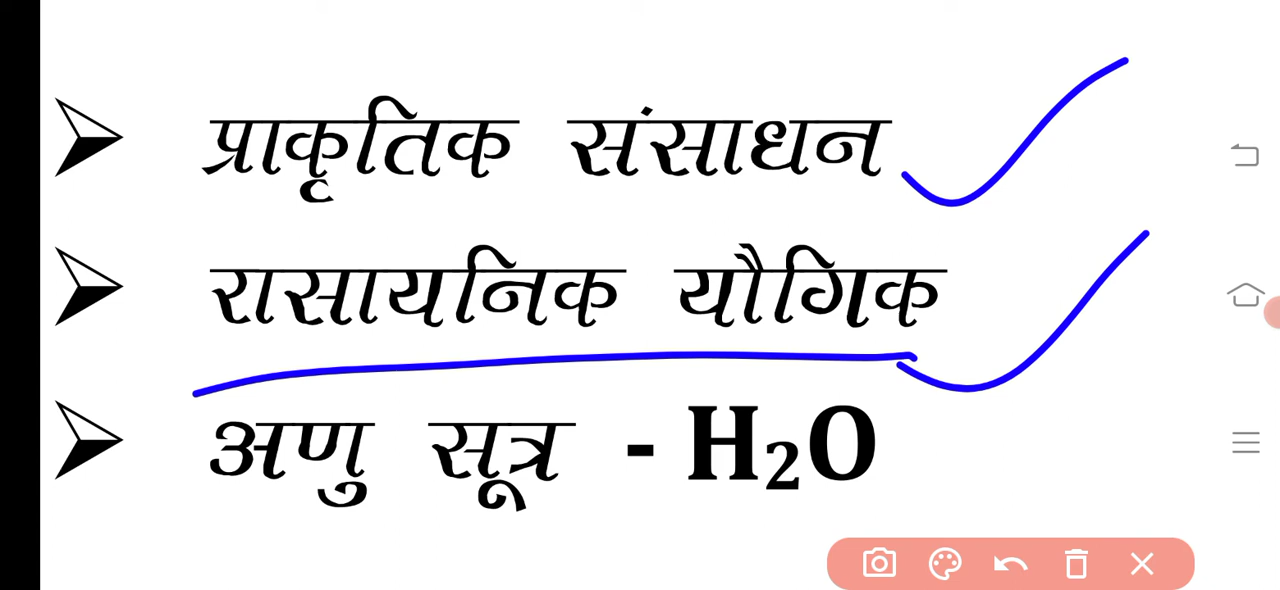 प्राकृतिक संसाधन
रासायनिक यौगिक
अणु सूत्र - H₂O